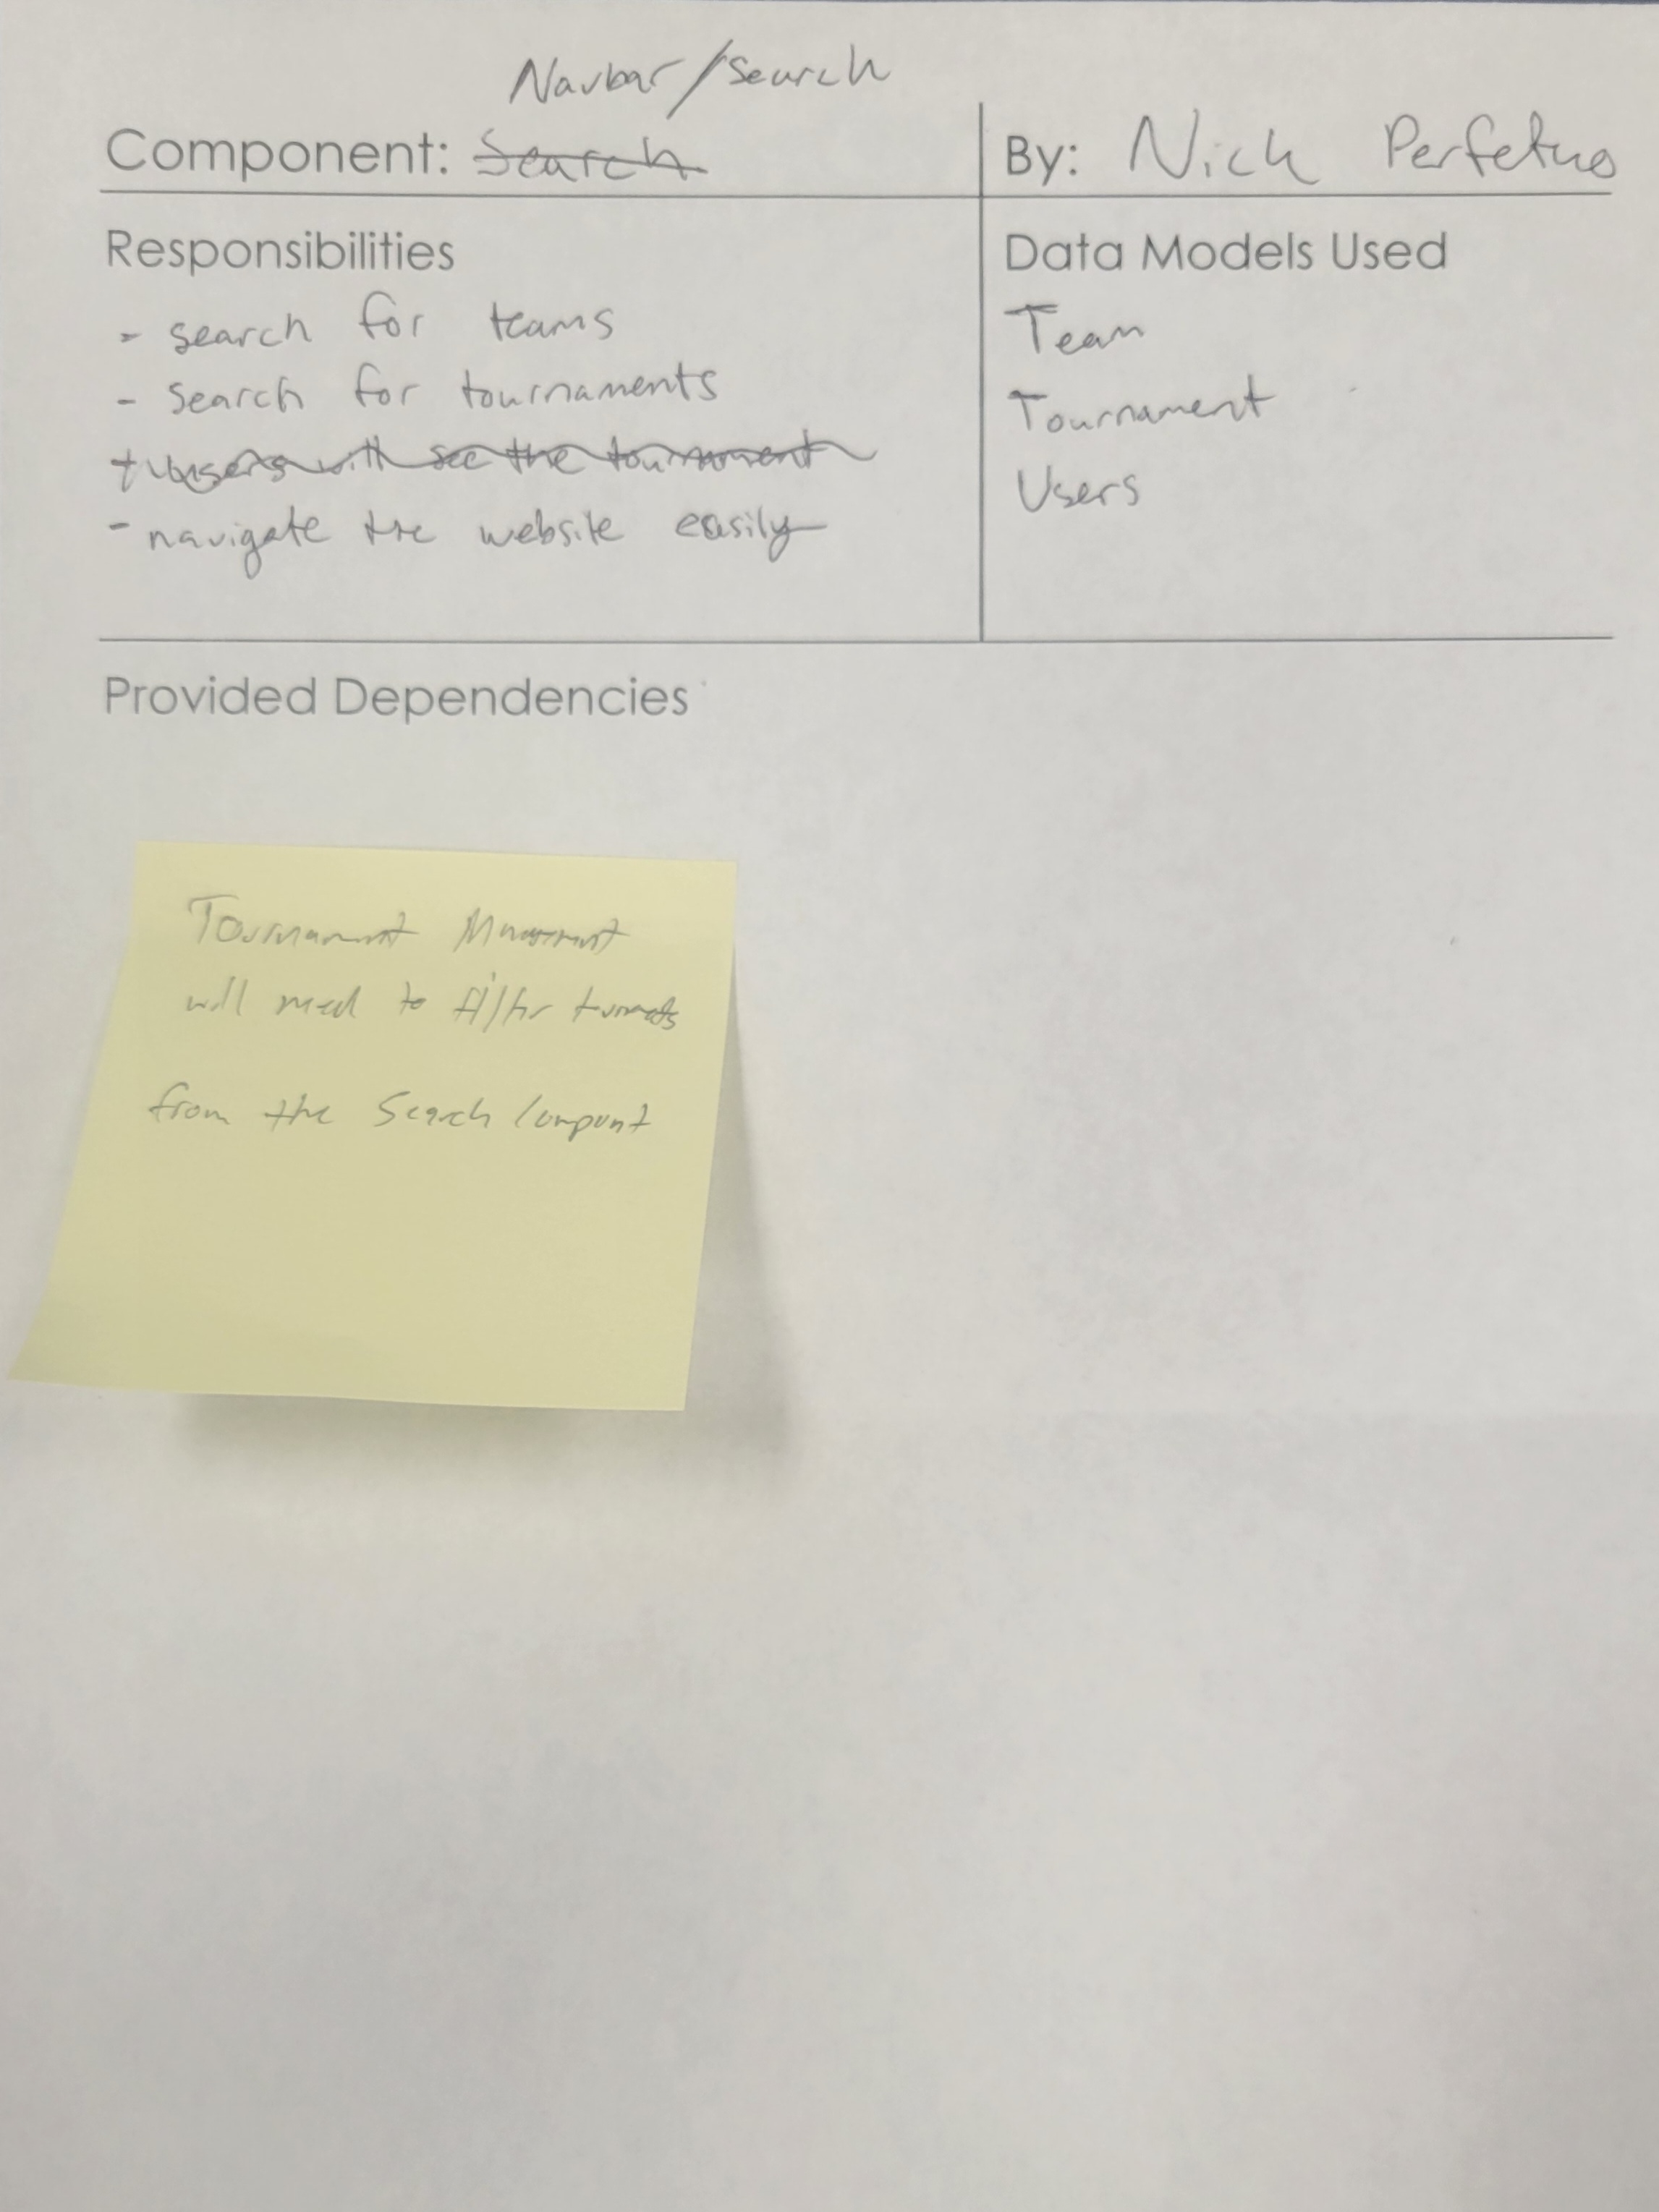 Navbar/Search
Component: Search
By: Nick Perfetuo
Responsibilities
- search for teams
- search for tournaments
users will see the tournament
- navigate the website easily
Data Models Used
Team
Tournament
Users
Provided Dependencies
Tournament Management
will need to filter
from the Search Component